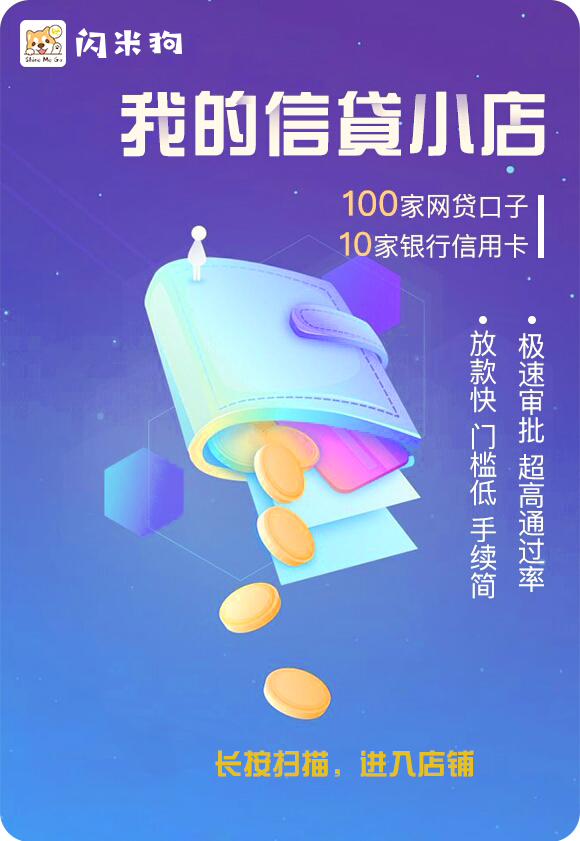 闪米狗
Shine Me Go
我的信貸小店
100家网贷口子
10家银行信用卡
极速审批 超高通过率
放款快 门槛低 手续简
长按扫描，进入店铺